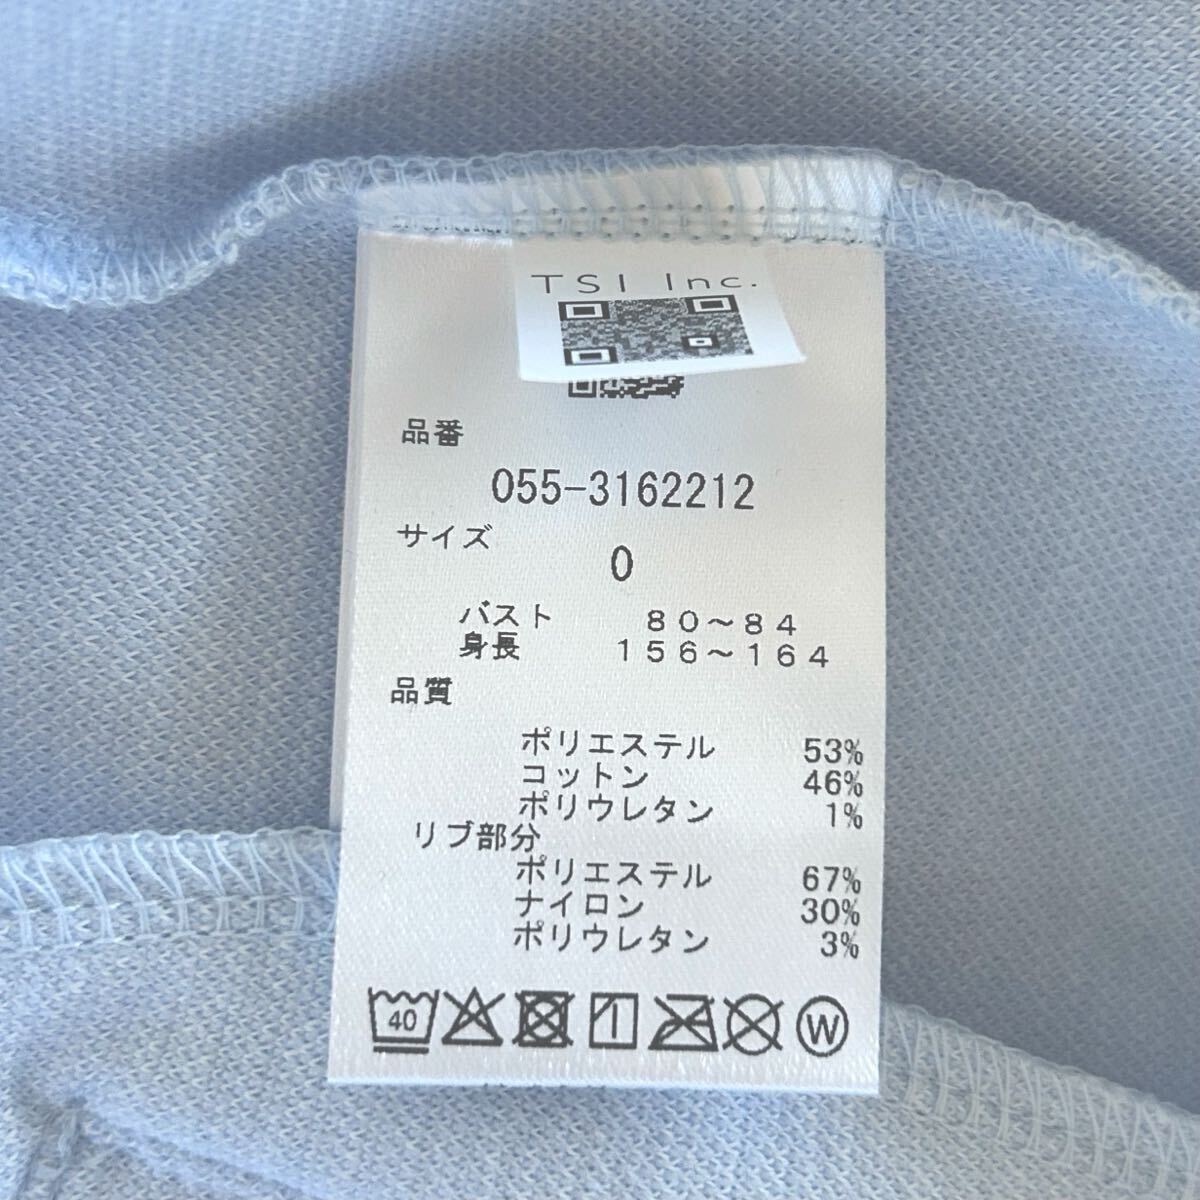 TSI Inc.
品番
055-3162212
サイズ
0
バスト 80～84
身長 156～164
品質
ポリエステル 53%
コットン 46%
ポリウレタン 1%
リブ部分
ポリエステル 67%
ナイロン 30%
ポリウレタン 3%
40
W